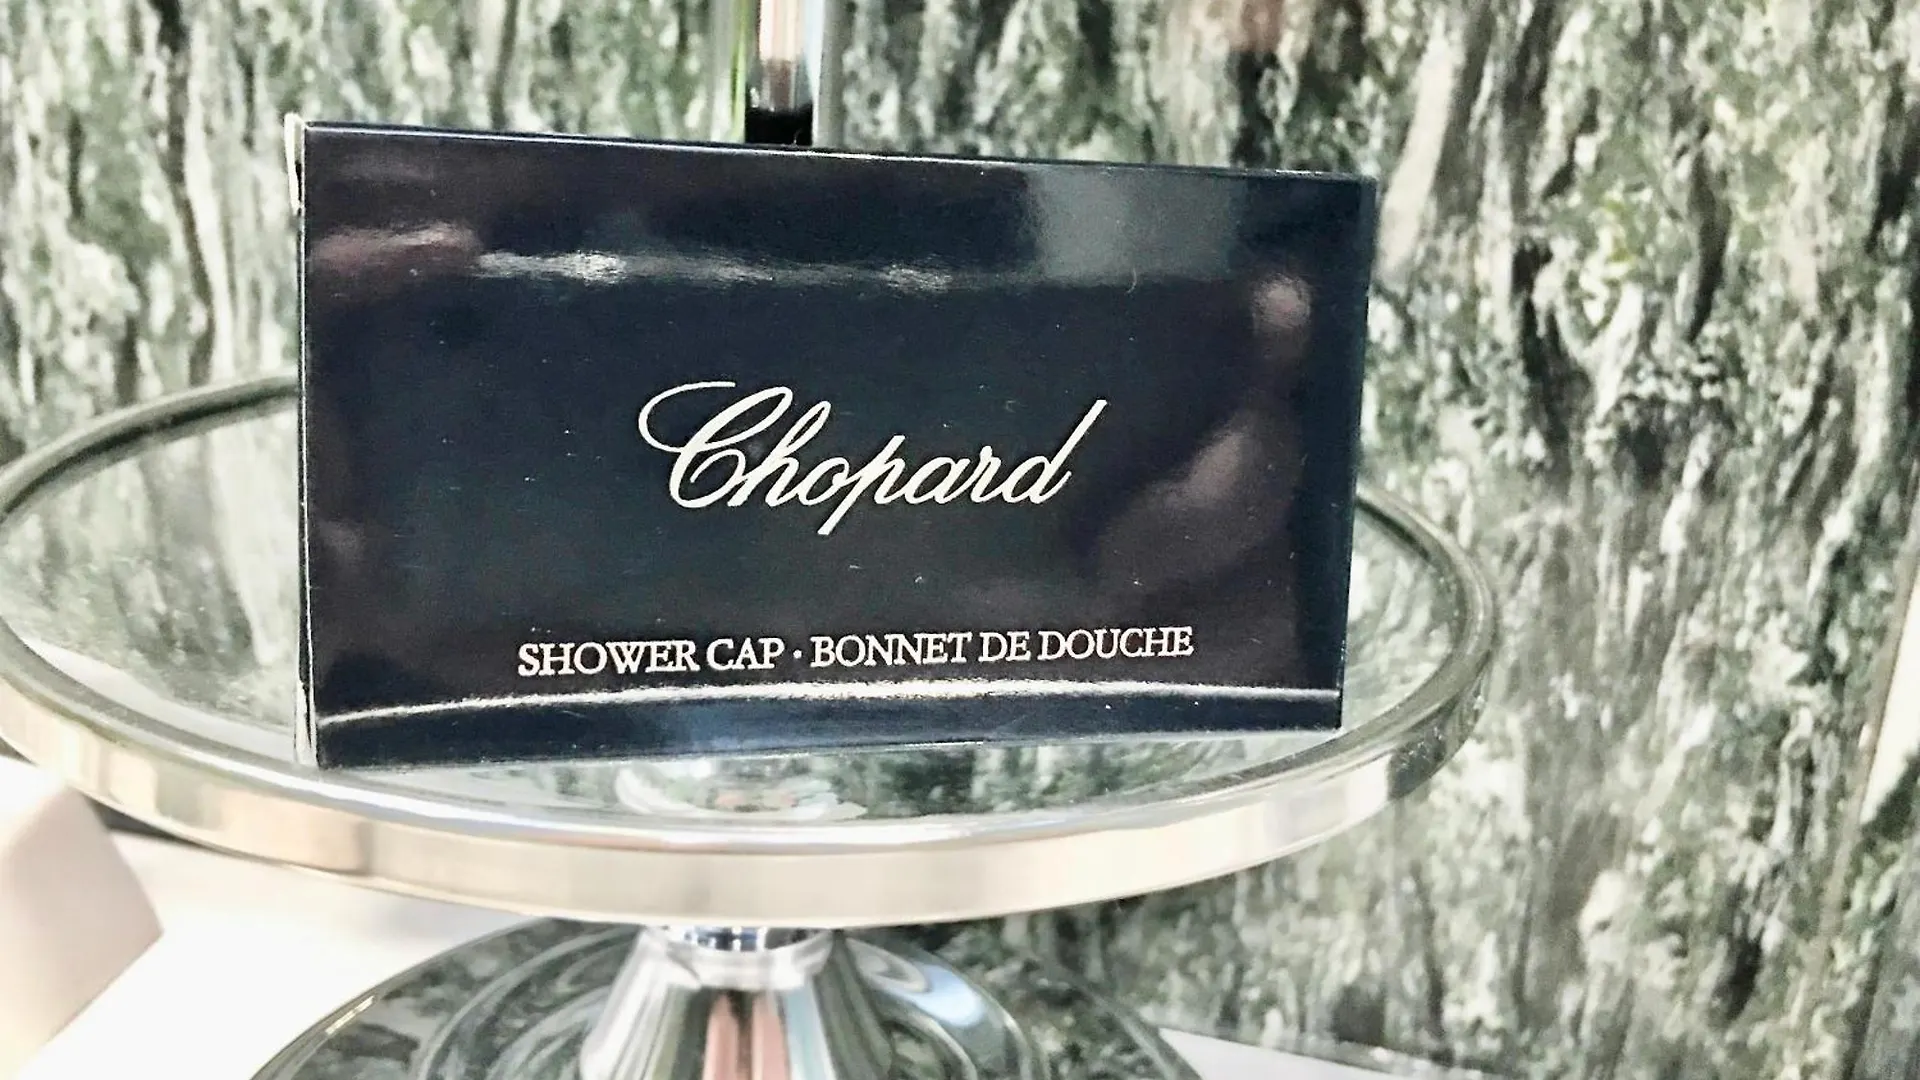 Chopard
SHOWER CAP · BONNET DE DOUCHE